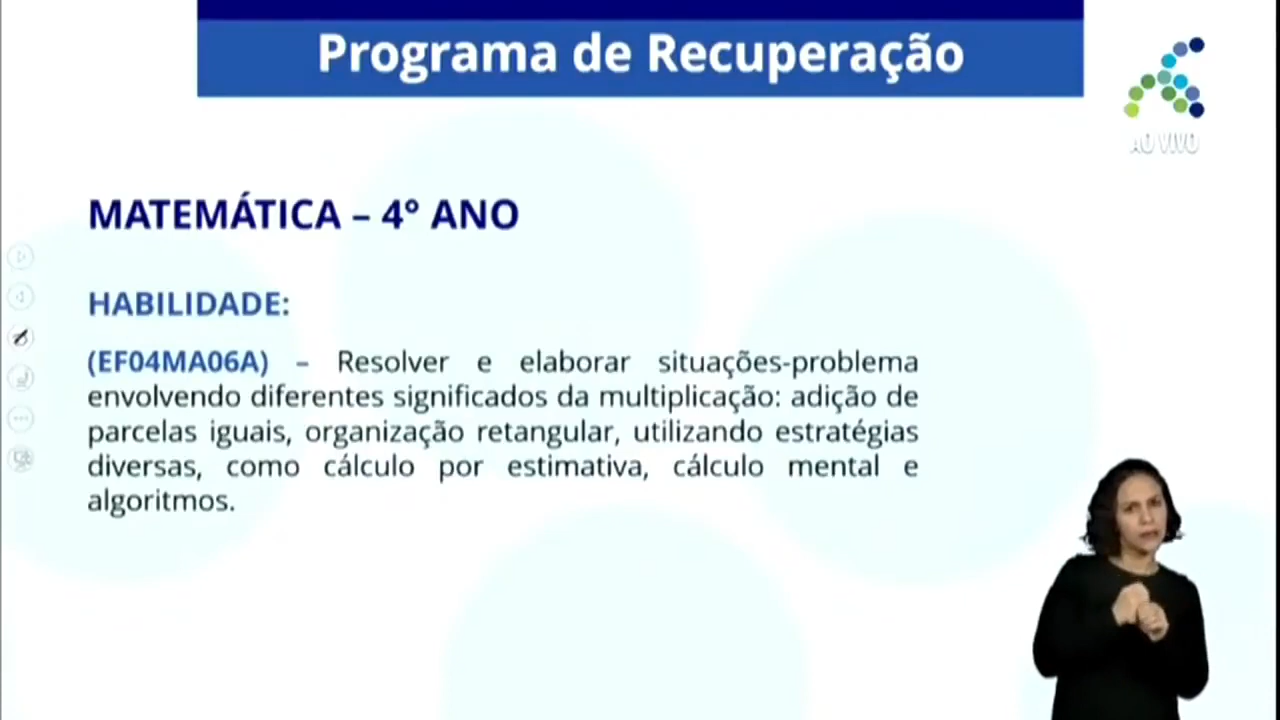 Programa de Recuperação
AO VIVO
MATEMÁTICA – 4° ANO
HABILIDADE:
(EF04MA06A) – Resolver e elaborar situações-problema
envolvendo diferentes significados da multiplicação: adição de
parcelas iguais, organização retangular, utilizando estratégias
diversas, como cálculo por estimativa, cálculo mental e
algoritmos.